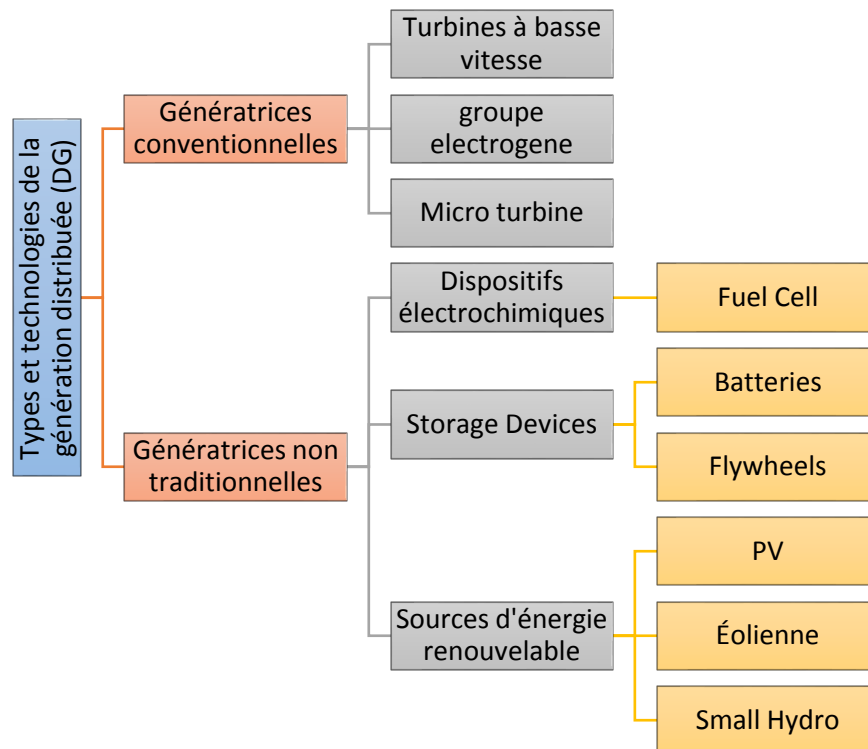 Types et technologies de la
génération distribuée (DG)
Génératrices
conventionnelles
Turbines à basse
vitesse
groupe
electrogene
Micro turbine
Génératrices non
traditionnelles
Dispositifs
électrochimiques
Fuel Cell
Storage Devices
Batteries
Flywheels
Sources d'énergie
renouvelable
PV
Éolienne
Small Hydro